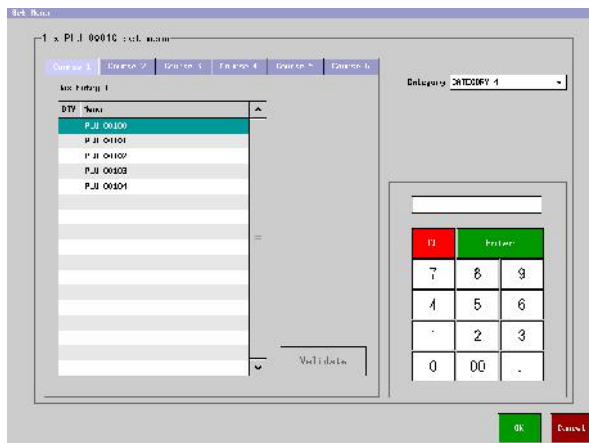 Set Menu
1 x PLU 00010 set menu
Course 1 Course 2 Course 3 Course 4 Course 5 Course 6
Category CATEGORY 4
QTY Menu
PLU 00100
PLU 00101
PLU 00102
PLU 00103
PLU 00104
Enter
7 8 9
4 5 6
2 3
0 00 .
Validate
OK Cancel